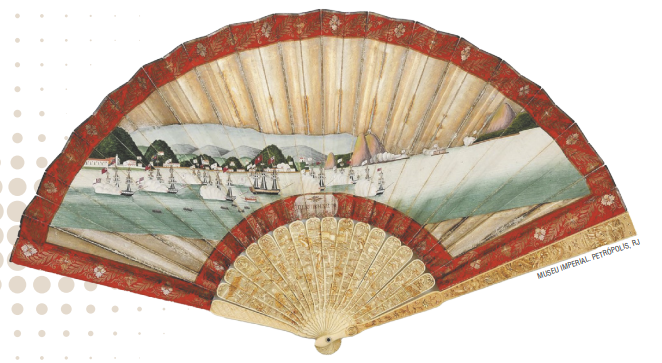 MUSEU IMPERIAL. PETRÓPOLIS, RJ